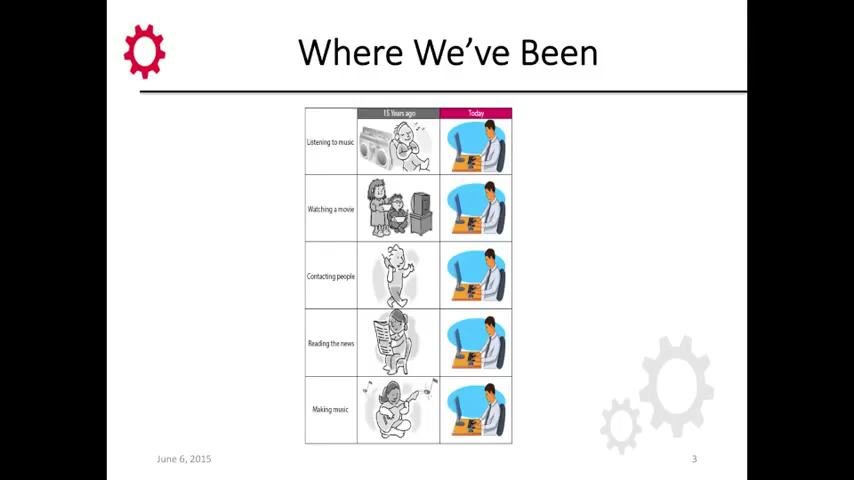 Where We've Been
15 Years ago
Today
Listening to music
Watching a movie
Contacting people
Reading the news
Making music
June 6, 2015
3